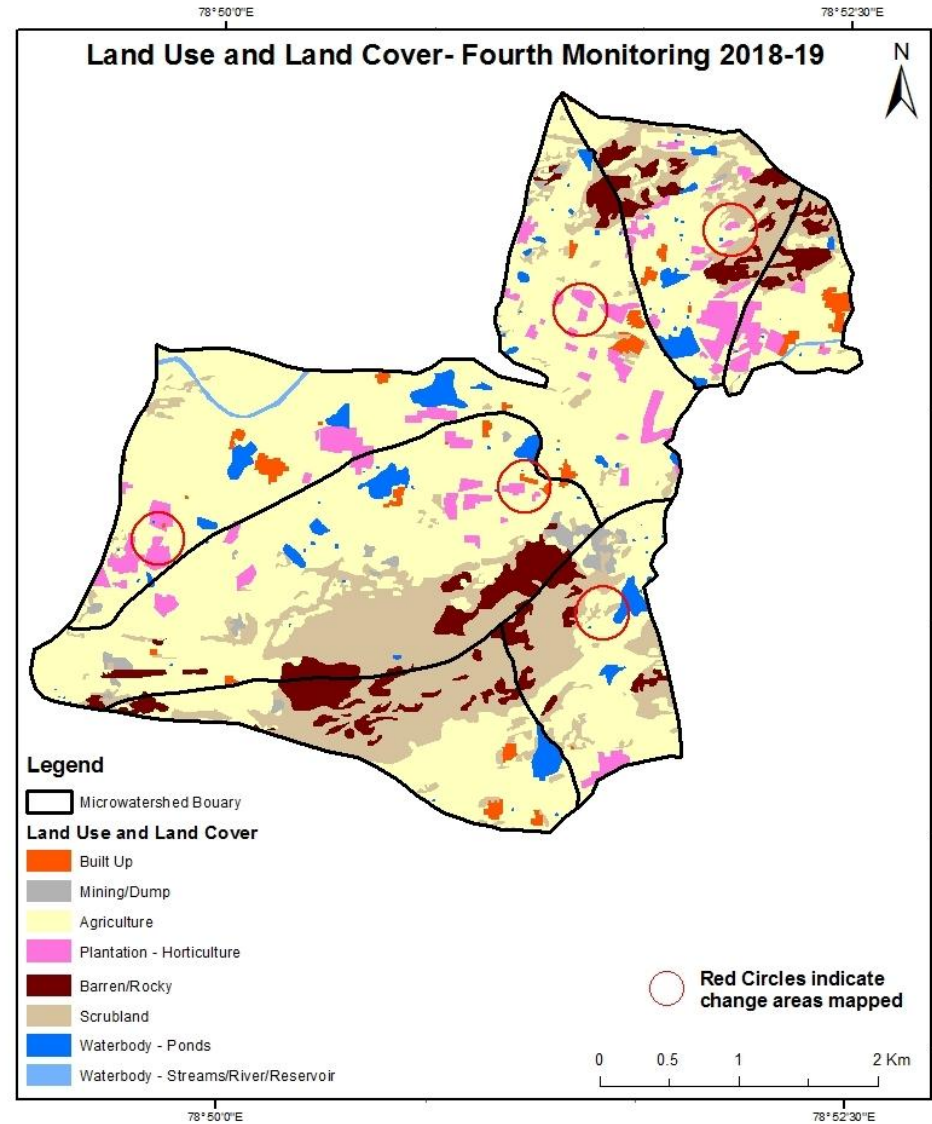 78°50'0"E
78°52'30"E
Land Use and Land Cover- Fourth Monitoring 2018-19
N
Legend
Microwatershed Bouary
Land Use and Land Cover
Built Up
Mining/Dump
Agriculture
Plantation - Horticulture
Barren/Rocky
Scrubland
Waterbody - Ponds
Waterbody - Streams/River/Reservoir
Red Circles indicate
change areas mapped
0 0.5 1 2 Km
78°50'0"E
78°52'30"E